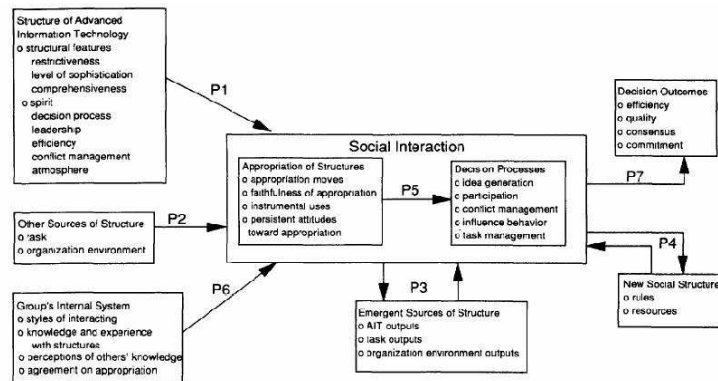 Structure of Advanced
Information Technology
o structural features
restrictiveness
level of sophistication
comprehensiveness
o spirit
decision process
leadership
efficiency
conflict management
atmosphere
P1
Other Sources of Structure
o task
o organization environment
P2
Group's Internal System
o styles of interacting
o knowledge and experience
with structures
o perceptions of others' knowledge
o agreement on appropriation
P6
Social Interaction
Appropriation of Structures
o appropriation moves
o faithfulness of appropriation
o instrumental uses
o persistent attitudes
toward appropriation
P5
Decision Processes
o idea generation
o participation
o conflict management
o influence behavior
o task management
P3
Emergent Sources of Structure
o AIT outputs
o task outputs
o organization environment outputs
Decision Outcomes
o efficiency
o quality
o consensus
o commitment
P7
P4
New Social Structure
o rules
o resources